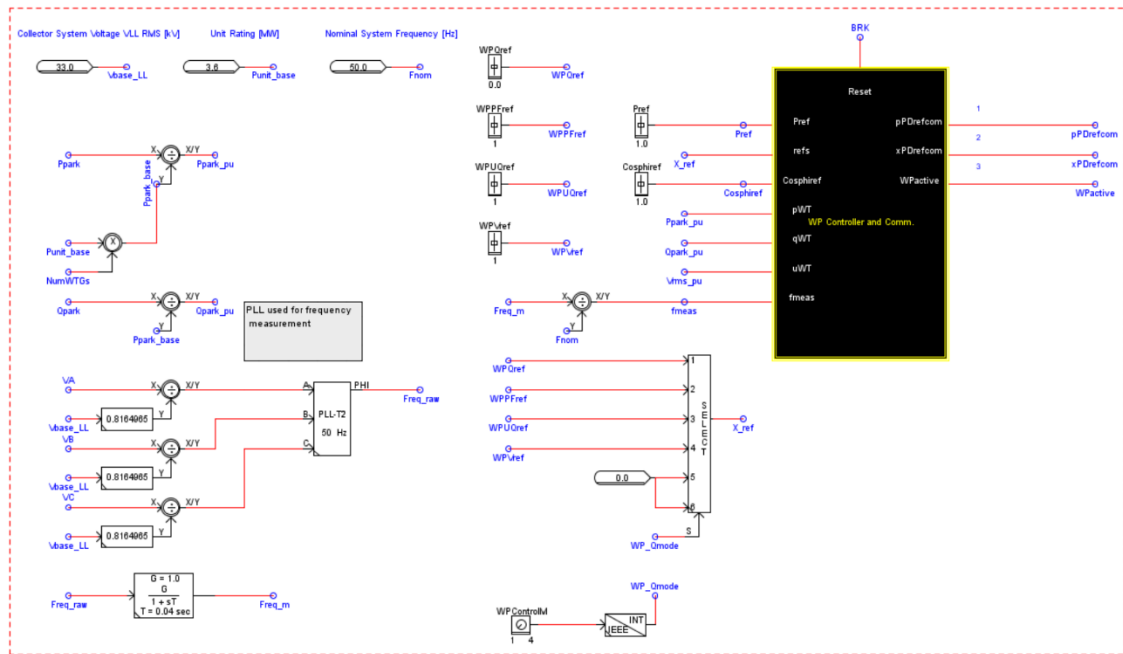 Collector System Voltage VLL RMS [kV]
Unit Rating [MW]
Nominal System Frequency [Hz]
33.0
Vbase_LL
3.6
Punit_base
50.0
Fnom
WPQref
0.0
WPQref
WPPFref
1
WPPFref
WPUQref
1
WPUQref
WPVref
1
WPVref
Pref
1.0
Pref
X_ref
Cosphiref
1.0
Cosphiref
Ppark_pu
Qpark_pu
Vrms_pu
Freq_m
X
X/Y
Y
Fnom
fmeas
BRK
Reset
Pref
pPDrefcom
refs
xPDrefcom
Cosphiref
WPactive
pWT
WP Controller and Comm.
qWT
uWT
fmeas
1
pPDrefcom
2
xPDrefcom
3
WPactive
Ppark
X
X/Y
Ppark_pu
Y
Ppark_base
Punit_base
X
NumWTGs
Qpark
X
X/Y
Qpark_pu
Y
Ppark_base
PLL used for frequency
measurement
VA
X
X/Y
Vbase_LL
0.8164965
Y
VB
X
X/Y
Vbase_LL
0.8164965
Y
VC
X
X/Y
Vbase_LL
0.8164965
Y
A
B
C
PLL-T2
50 Hz
PHI
Freq_raw
Freq_raw
G = 1.0
G
1 + sT
T = 0.04 sec
Freq_m
WPQref
1
WPPFref
2
WPUQref
3
WPVref
4
0.0
5
6
SELECT
X_ref
S
WP_Qmode
WPControlM
1 4
INT
IEEE
WP_Qmode